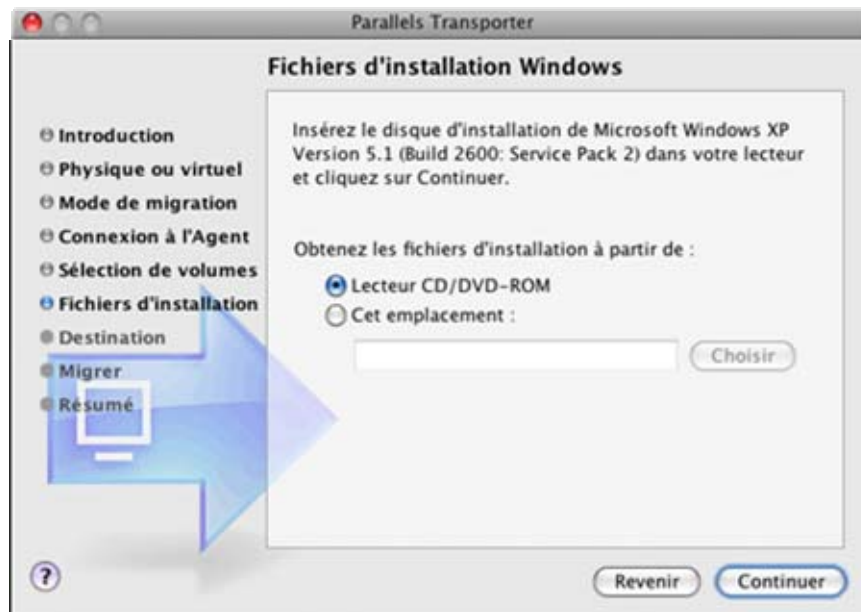 Parallels Transporter
Fichiers d'installation Windows
Introduction
Physique ou virtuel
Mode de migration
Connexion à l'Agent
Sélection de volumes
Fichiers d'installation
Destination
Migrer
Résumé
Insérez le disque d'installation de Microsoft Windows XP
Version 5.1 (Build 2600: Service Pack 2) dans votre lecteur
et cliquez sur Continuer.
Obtenez les fichiers d'installation à partir de :
Lecteur CD/DVD-ROM
Cet emplacement :
Choisir
?
Revenir
Continuer